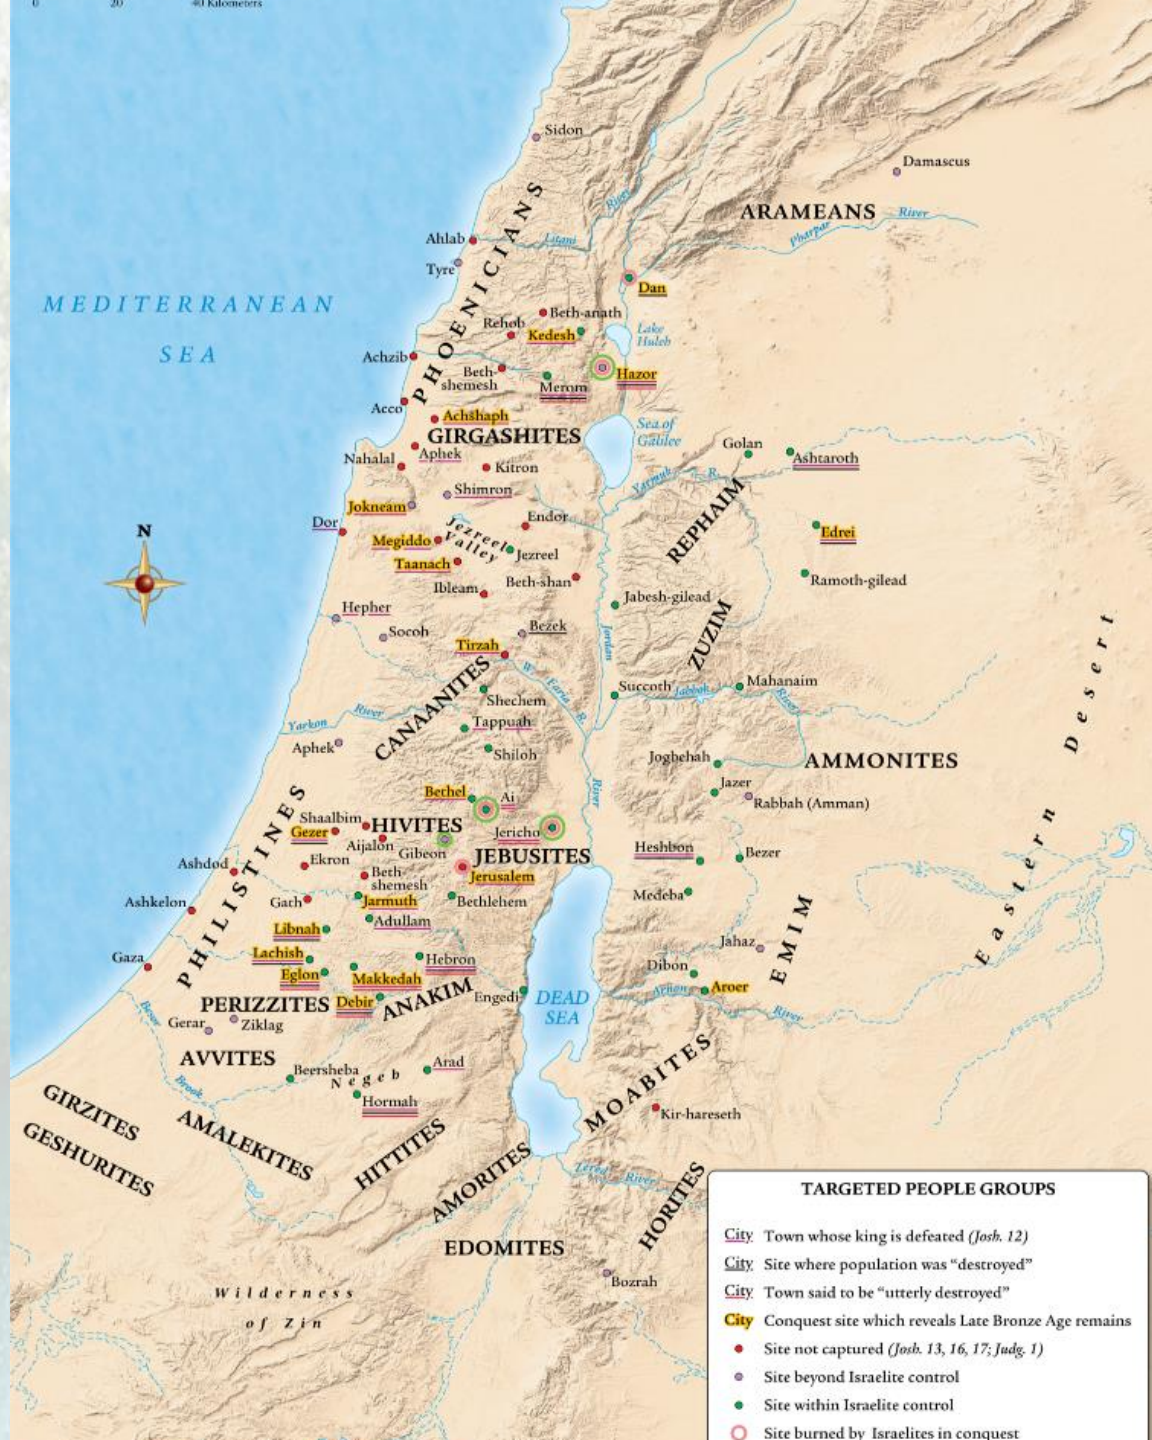 0 20 40 Kilometers
Sidon
Damascus
ARAMEANS
River
Pharpar
River
Litani
Ahlab
Tyre
PHOENICIANS
Dan
MEDITERRANEAN
SEA
Beth-anath
Rehob
Kedesh
Lake
Huleh
Achzib
Beth-
shemesh
Merom
Hazor
Acco
Achshaph
GIRGASHITES
Sea of
Galilee
Golan
Ashtaroth
Aphek
Nahalal
Kitron
Yarmuk R.
Shimron
Jokneam
REPHAIM
Dor
Endor
Edrei
Megiddo
Jezreel
Valley
Jezreel
Taanach
Beth-shan
Ramoth-gilead
Ibleam
Jabesh-gilead
N
Hepher
Socoh
Bezek
Jordan
ZUZIM
Tirzah
CANAANITES
W. Faria R.
Succoth
Jabbok
River
Mahanaim
Shechem
Yarkon River
Tappuah
Aphek
Shiloh
Jogbehah
AMMONITES
Eastern Desert
River
Jazer
Rabbah (Amman)
Bethel
Ai
Shaalbim
Gezer
HIVITES
Jericho
Aijalon
Gibeon
JEBUSITES
Heshbon
Bezer
Ashdod
Ekron
Beth
shemesh
Jerusalem
PHILISTINES
Ashkelon
Gath
Jarmuth
Bethlehem
Medeba
Adullam
Libnah
EMIM
Jahaz
Gaza
Lachish
Hebron
Dibon
Eglon
Makkedah
Arnon
Aroer
River
PERIZZITES
Debir
ANAKIM
Engedi
DEAD
SEA
Besor
Brook
Gerar
Ziklag
AVVITES
Beersheba
Negeb
Arad
MOABITES
Hormah
Kir-hareseth
GIRZITES
GESHURITES
AMALEKITES
HITTITES
AMORITES
Zered River
HORITES
EDOMITES
Bozrah
Wilderness
of Zin
TARGETED PEOPLE GROUPS
City Town whose king is defeated (Josh. 12)
City Site where population was “destroyed”
City Town said to be “utterly destroyed”
City Conquest site which reveals Late Bronze Age remains
Site not captured (Josh. 13, 16, 17; Judg. 1)
Site beyond Israelite control
Site within Israelite control
Site burned by Israelites in conquest